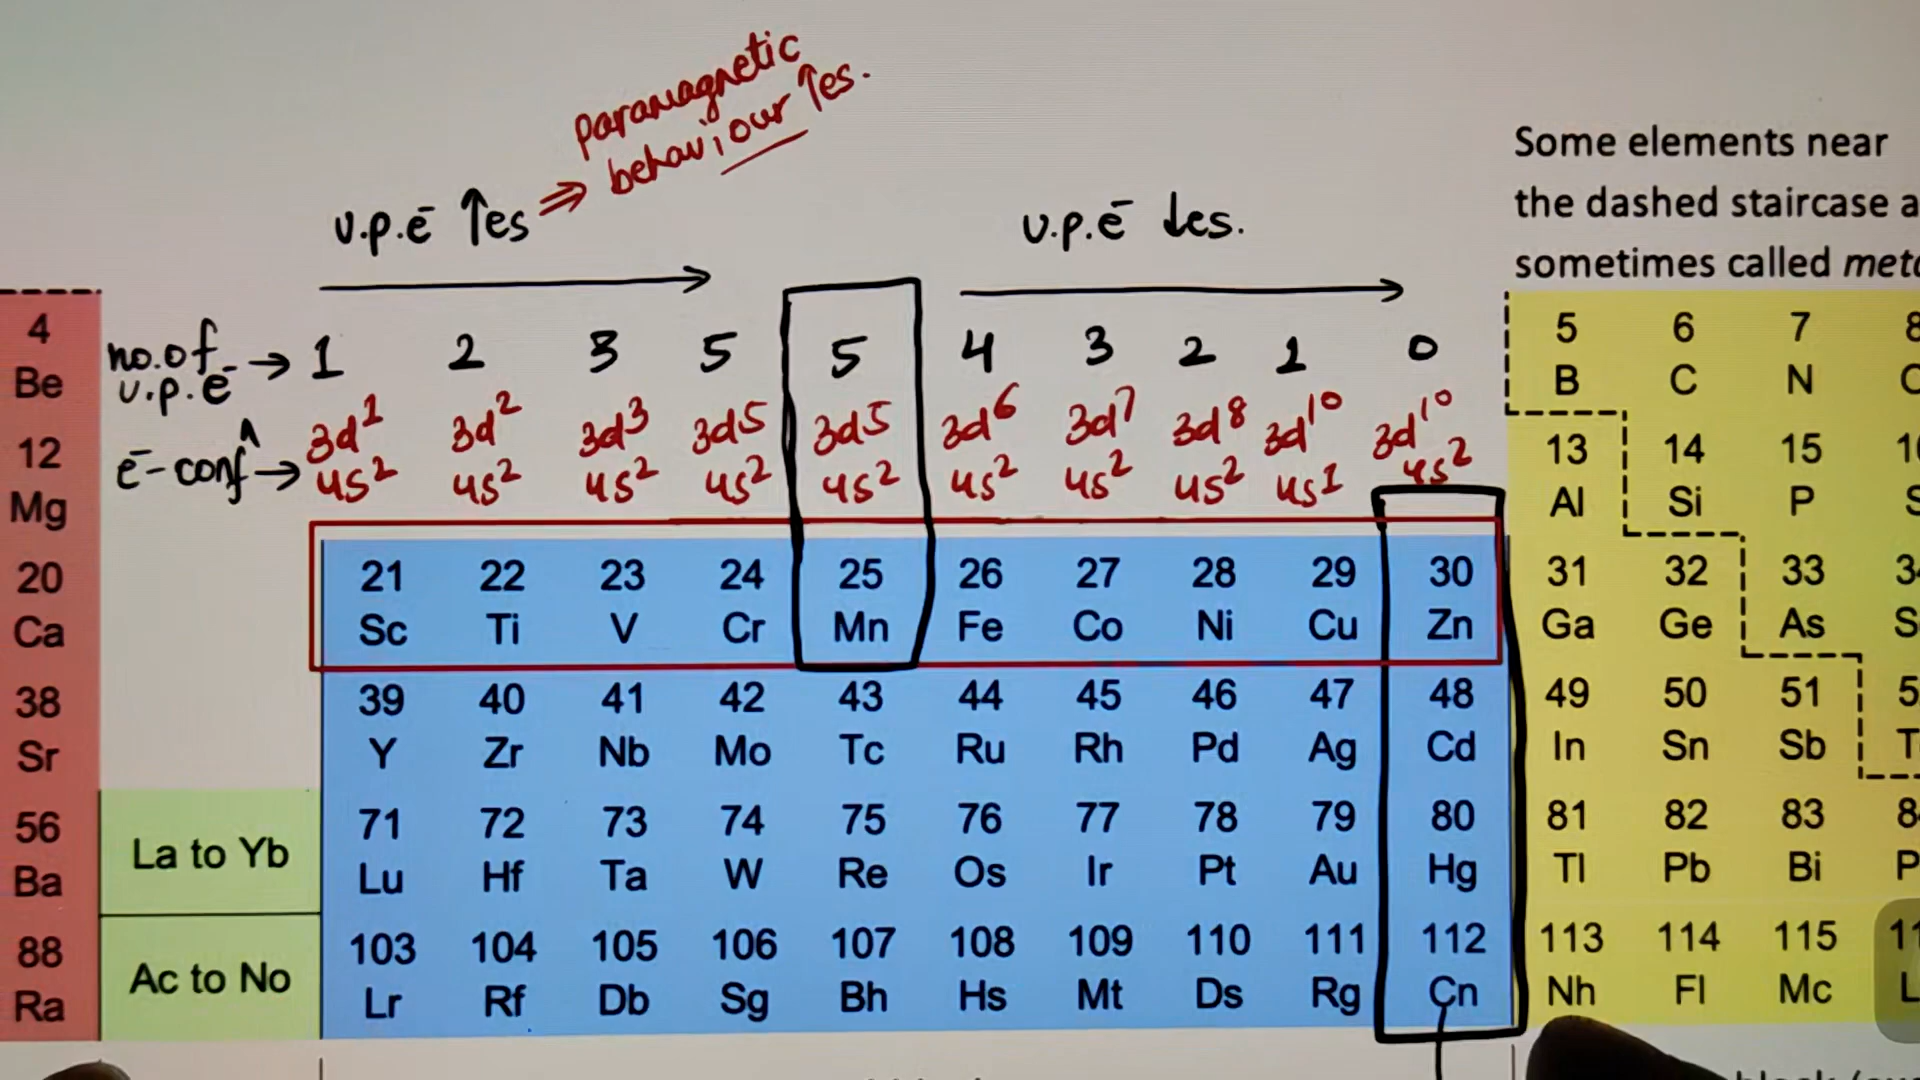 paramagnetic
behaviour ↑es.
u.p.e⁻ ↑es ⇒
u.p.e⁻ ↓es.
Some elements near
the dashed staircase a
sometimes called meta
no.of u.p.e⁻ → 1 2 3 5 5 4 3 2 1 0
e⁻-confⁿ → 3d¹ 3d² 3d³ 3d5 3d5 3d⁶ 3d⁷ 3d⁸ 3d¹⁰ 3d¹⁰
4s² 4s² 4s² 4s² 4s² 4s² 4s² 4s² 4s1 4s²
4 5 6 7 8
Be B C N
12 13 14 15 16
Mg Al Si P S
20 21 22 23 24 25 26 27 28 29 30 31 32 33 34
Ca Sc Ti V Cr Mn Fe Co Ni Cu Zn Ga Ge As S
38 39 40 41 42 43 44 45 46 47 48 49 50 51 5
Sr Y Zr Nb Mo Tc Ru Rh Pd Ag Cd In Sn Sb T
56 La to Yb 71 72 73 74 75 76 77 78 79 80 81 82 83 84
Ba Lu Hf Ta W Re Os Ir Pt Au Hg Tl Pb Bi P
88 Ac to No 103 104 105 106 107 108 109 110 111 112 113 114 115 11
Ra Lr Rf Db Sg Bh Hs Mt Ds Rg Cn Nh Fl Mc L